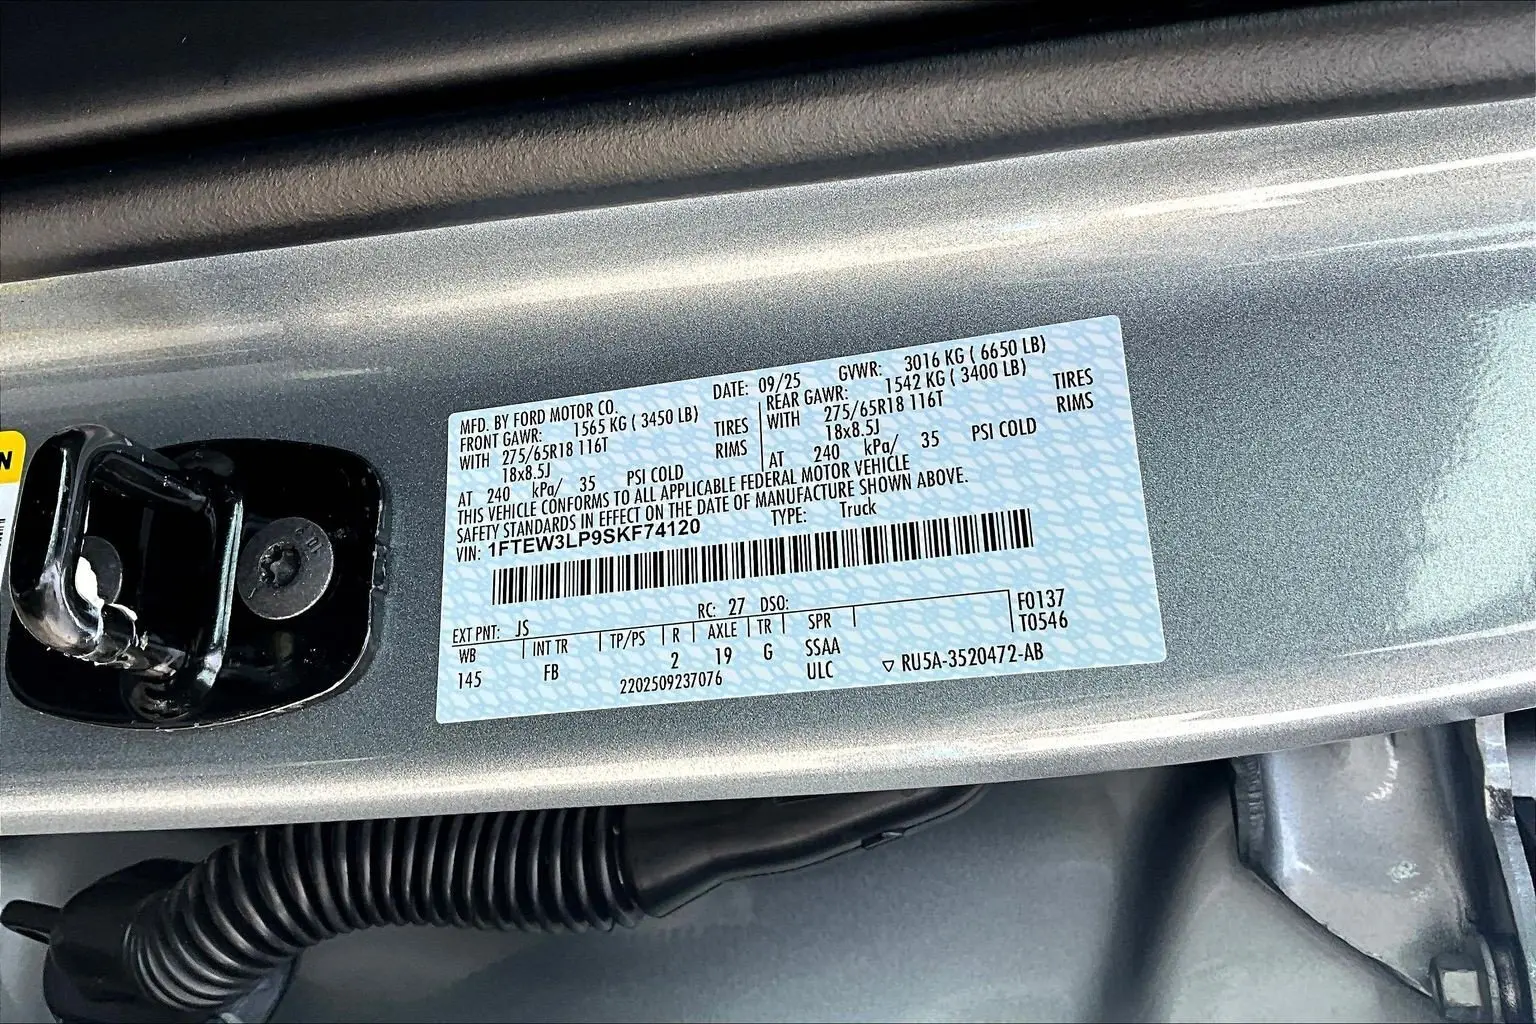 N
DATE: 09/25 GVWR: 3016 KG ( 6650 LB)
MFD. BY FORD MOTOR CO.
FRONT GAWR: 1565 KG ( 3450 LB)
WITH 275/65R18 116T TIRES
18x8.5J RIMS
AT 240 kPa/ 35 PSI COLD
REAR GAWR: 1542 KG ( 3400 LB)
WITH 275/65R18 116T TIRES
18x8.5J RIMS
AT 240 kPa/ 35 PSI COLD
THIS VEHICLE CONFORMS TO ALL APPLICABLE FEDERAL MOTOR VEHICLE
SAFETY STANDARDS IN EFFECT ON THE DATE OF MANUFACTURE SHOWN ABOVE.
VIN: 1FTEW3LP9SKF74120 TYPE: Truck
EXT PNT: JS RC: 27 DSO: F0137
WB INT TR TP/PS R AXLE TR SPR T0546
145 FB 2 19 G SSAA
2202509237076 ULC ▽ RU5A-3520472-AB